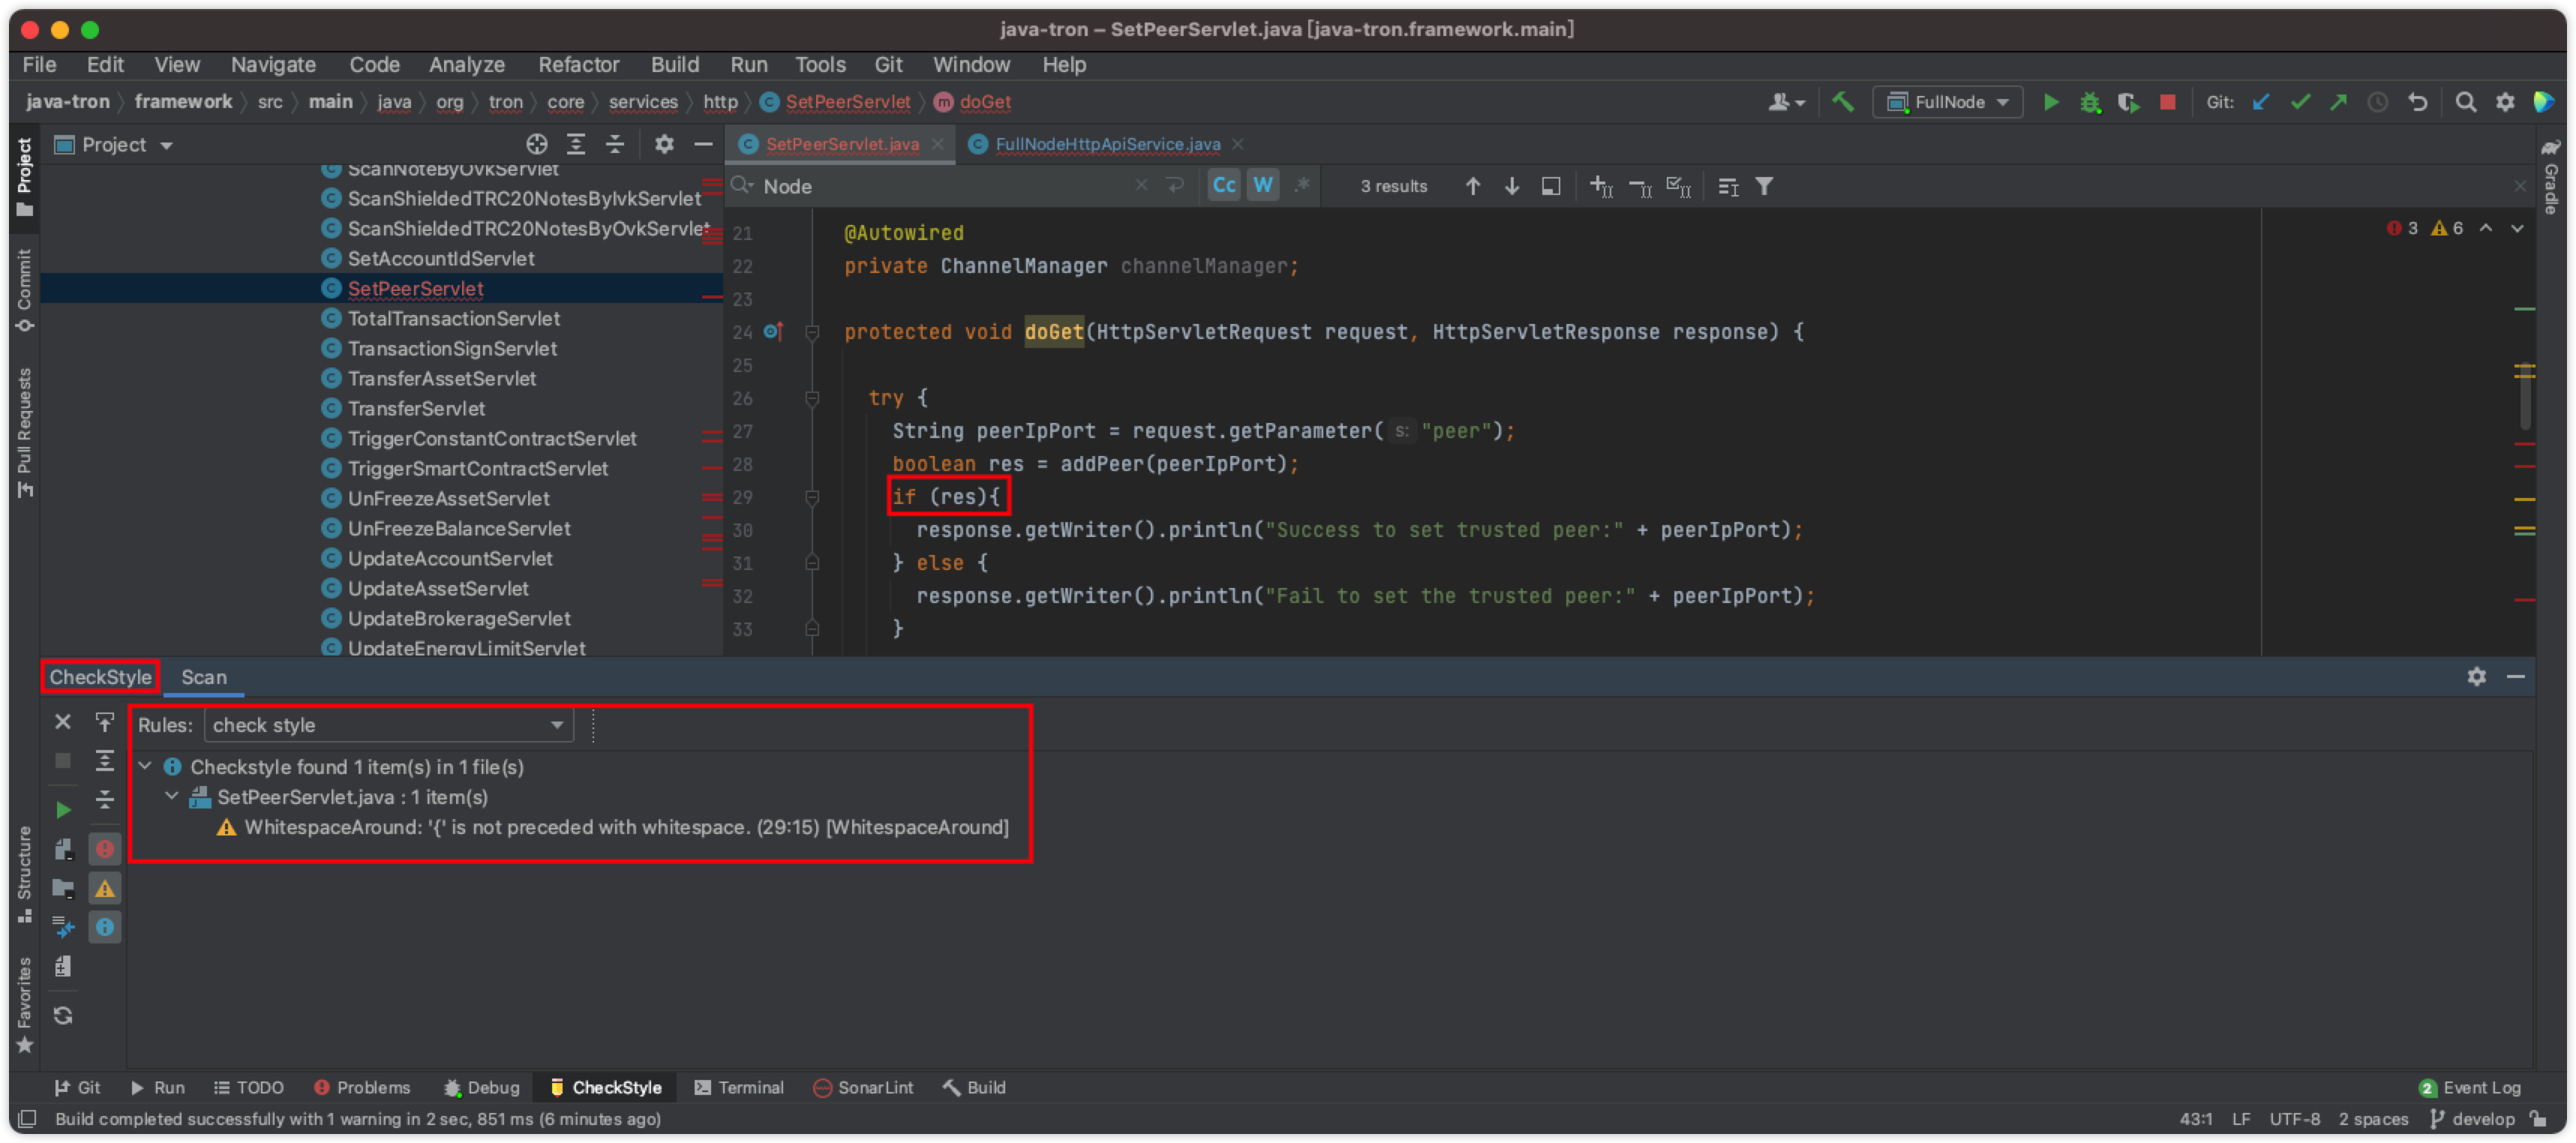 java-tron – SetPeerServlet.java [java-tron.framework.main]
File Edit View Navigate Code Analyze Refactor Build Run Tools Git Window Help
java-tron framework src main java org tron core services http SetPeerServlet doGet
FullNode Git:
Project
SetPeerServlet.java FullNodeHttpApiService.java
Node Cc W .* 3 results
ScanNoteByOvkServlet
ScanShieldedTRC20NotesByIvkServlet
ScanShieldedTRC20NotesByOvkServlet
SetAccountIdServlet
SetPeerServlet
TotalTransactionServlet
TransactionSignServlet
TransferAssetServlet
TransferServlet
TriggerConstantContractServlet
TriggerSmartContractServlet
UnFreezeAssetServlet
UnFreezeBalanceServlet
UpdateAccountServlet
UpdateAssetServlet
UpdateBrokerageServlet
UpdateEnergyLimitServlet
3 6
21 @Autowired
22 private ChannelManager channelManager;
23
24 protected void doGet(HttpServletRequest request, HttpServletResponse response) {
25
26 try {
27 String peerIpPort = request.getParameter( s: "peer");
28 boolean res = addPeer(peerIpPort);
29 if (res){
30 response.getWriter().println("Success to set trusted peer:" + peerIpPort);
31 } else {
32 response.getWriter().println("Fail to set the trusted peer:" + peerIpPort);
33 }
Project
Commit
Pull Requests
Structure
Favorites
Gradle
CheckStyle Scan
Rules: check style
Checkstyle found 1 item(s) in 1 file(s)
SetPeerServlet.java : 1 item(s)
WhitespaceAround: '{' is not preceded with whitespace. (29:15) [WhitespaceAround]
Git Run TODO Problems Debug CheckStyle Terminal SonarLint Build 2 Event Log
Build completed successfully with 1 warning in 2 sec, 851 ms (6 minutes ago) 43:1 LF UTF-8 2 spaces develop